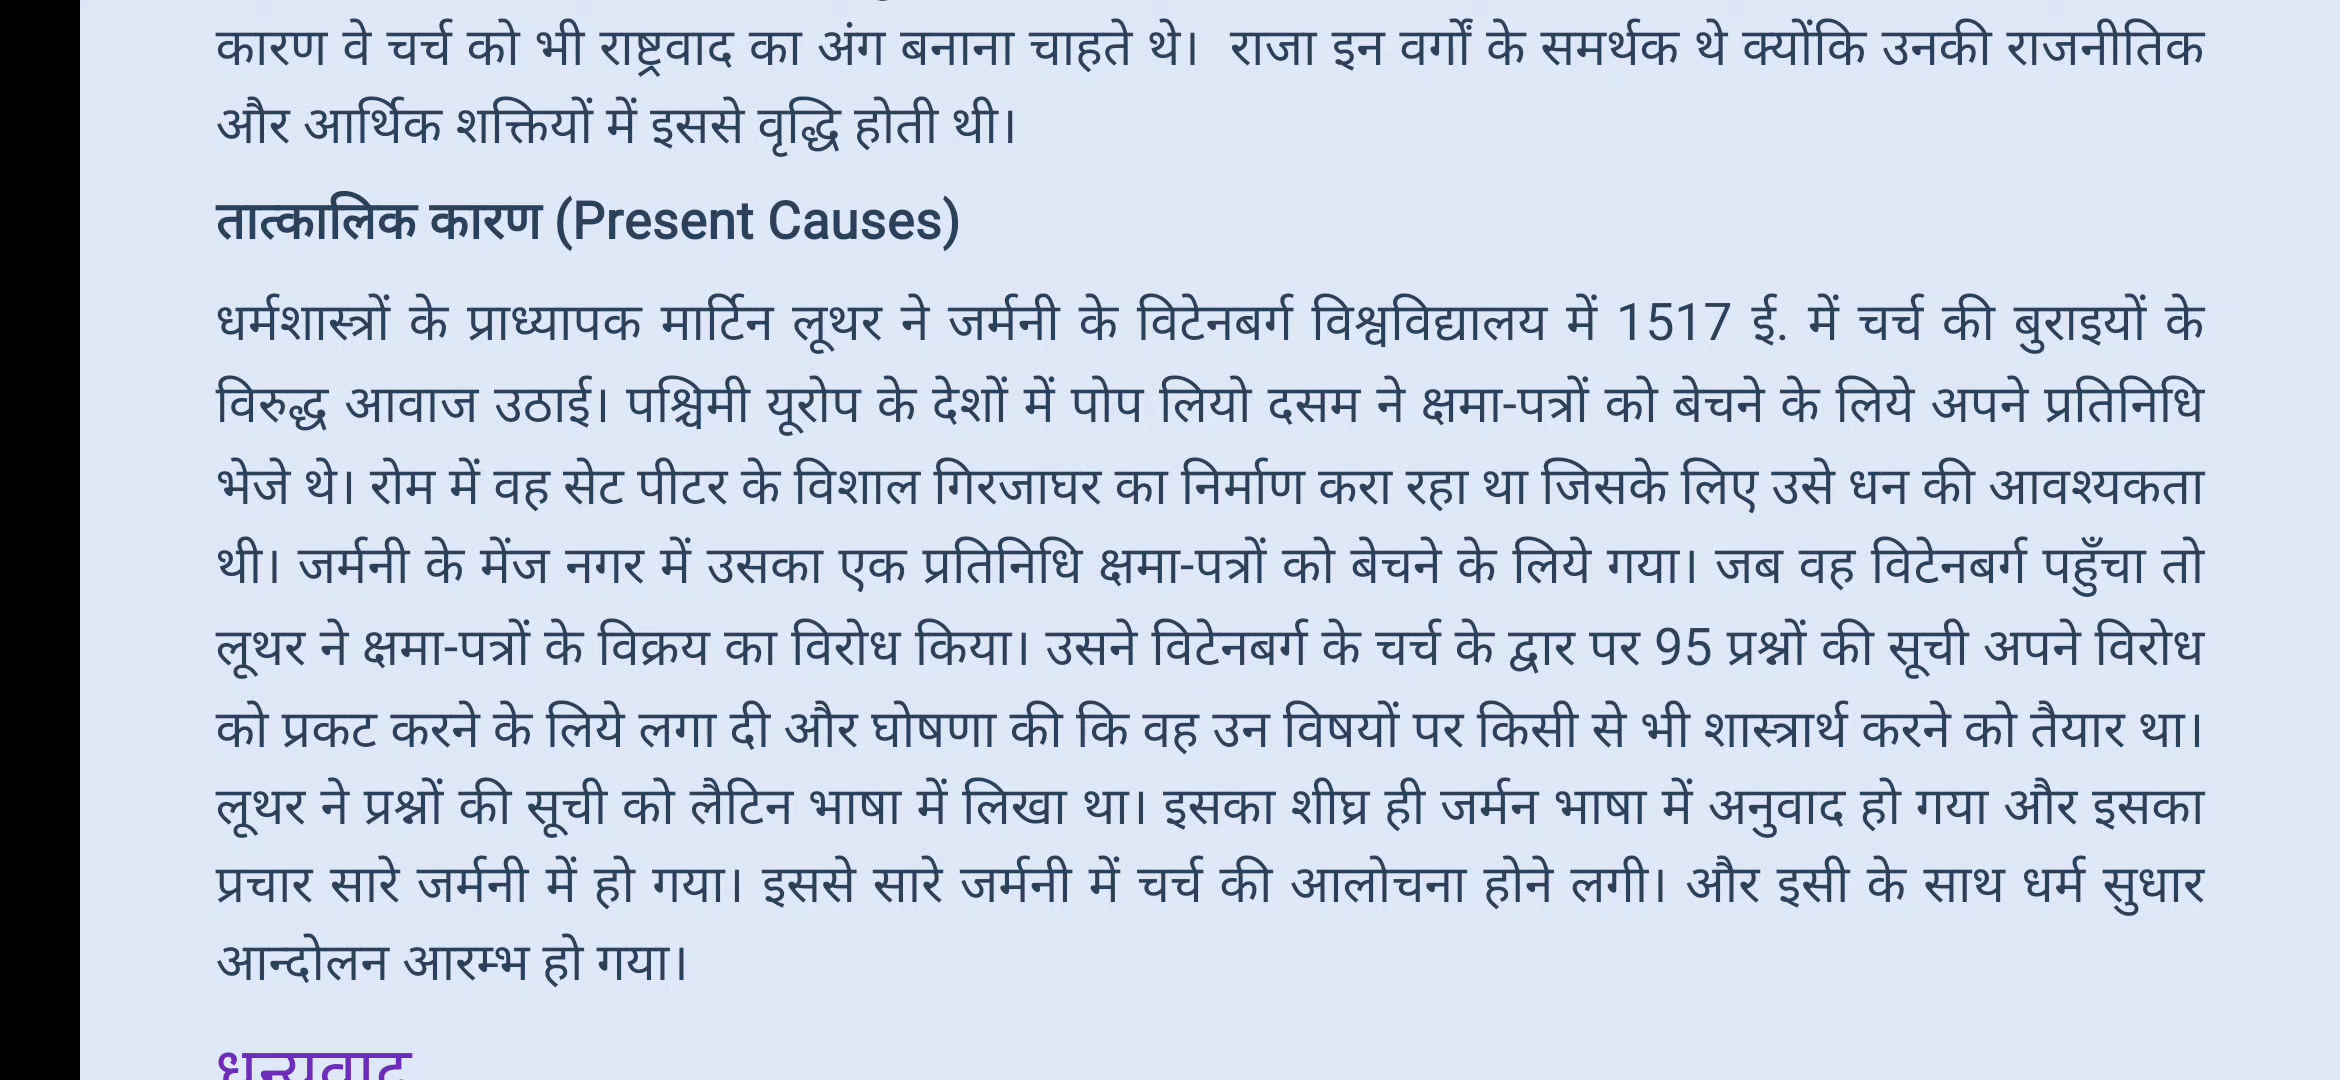 कारण वे चर्च को भी राष्ट्रवाद का अंग बनाना चाहते थे। राजा इन वर्गों के समर्थक थे क्योंकि उनकी राजनीतिक
और आर्थिक शक्तियों में इससे वृद्धि होती थी।
तात्कालिक कारण (Present Causes)
धर्मशास्त्रों के प्राध्यापक मार्टिन लूथर ने जर्मनी के विटेनबर्ग विश्वविद्यालय में 1517 ई. में चर्च की बुराइयों के
विरुद्ध आवाज उठाई। पश्चिमी यूरोप के देशों में पोप लियो दसम ने क्षमा-पत्रों को बेचने के लिये अपने प्रतिनिधि
भेजे थे। रोम में वह सेट पीटर के विशाल गिरजाघर का निर्माण करा रहा था जिसके लिए उसे धन की आवश्यकता
थी। जर्मनी के मेंज नगर में उसका एक प्रतिनिधि क्षमा-पत्रों को बेचने के लिये गया। जब वह विटेनबर्ग पहुँचा तो
लूथर ने क्षमा-पत्रों के विक्रय का विरोध किया। उसने विटेनबर्ग के चर्च के द्वार पर 95 प्रश्नों की सूची अपने विरोध
को प्रकट करने के लिये लगा दी और घोषणा की कि वह उन विषयों पर किसी से भी शास्त्रार्थ करने को तैयार था।
लूथर ने प्रश्नों की सूची को लैटिन भाषा में लिखा था। इसका शीघ्र ही जर्मन भाषा में अनुवाद हो गया और इसका
प्रचार सारे जर्मनी में हो गया। इससे सारे जर्मनी में चर्च की आलोचना होने लगी। और इसी के साथ धर्म सुधार
आन्दोलन आरम्भ हो गया।
धन्यवाद